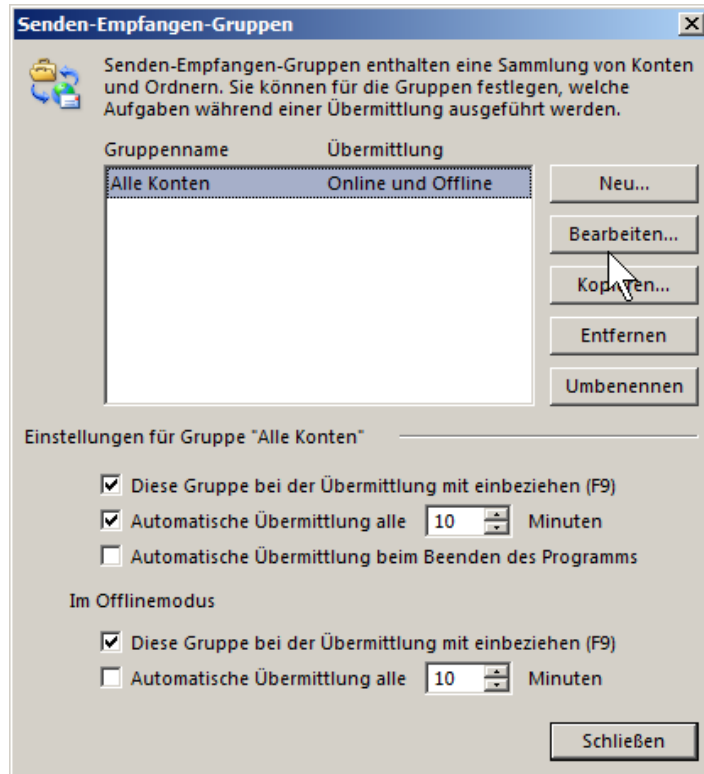 Senden-Empfangen-Gruppen
Senden-Empfangen-Gruppen enthalten eine Sammlung von Konten
und Ordnern. Sie können für die Gruppen festlegen, welche
Aufgaben während einer Übermittlung ausgeführt werden.
Gruppenname Übermittlung
Alle Konten Online und Offline
Neu...
Bearbeiten...
Kopieren...
Entfernen
Umbenennen
Einstellungen für Gruppe "Alle Konten"
Diese Gruppe bei der Übermittlung mit einbeziehen (F9)
Automatische Übermittlung alle 10 Minuten
Automatische Übermittlung beim Beenden des Programms
Im Offlinemodus
Diese Gruppe bei der Übermittlung mit einbeziehen (F9)
Automatische Übermittlung alle 10 Minuten
Schließen